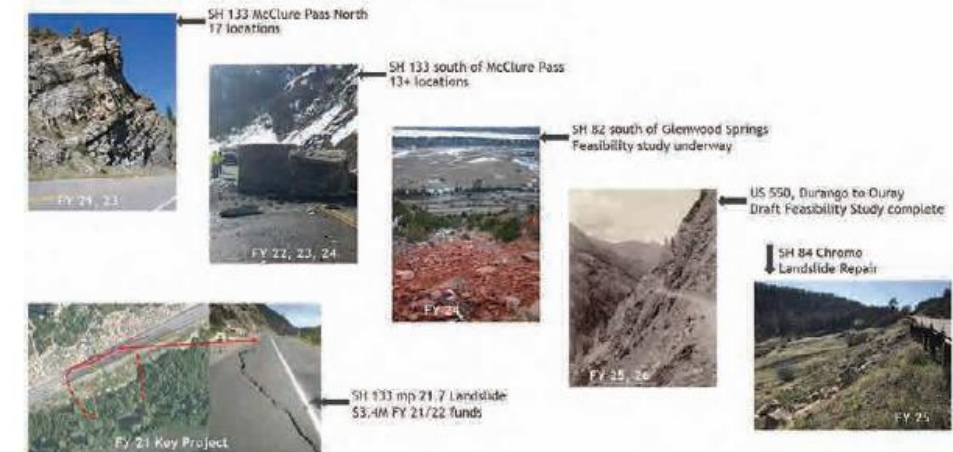 SH 133 McClure Pass North
17 locations
FY 21, 23
SH 133 south of McClure Pass
13+ locations
FY 22, 23, 24
SH 82 south of Glenwood Springs
Feasibility study underway
FY 24
US 550, Durango to Ouray
Draft Feasibility Study complete
FY 25, 26
SH 84 Chromo
Landslide Repair
FY 25
SH 133 mp 21.7 Landslide
$3.4M FY 21/22 funds
FY 21 Key Project